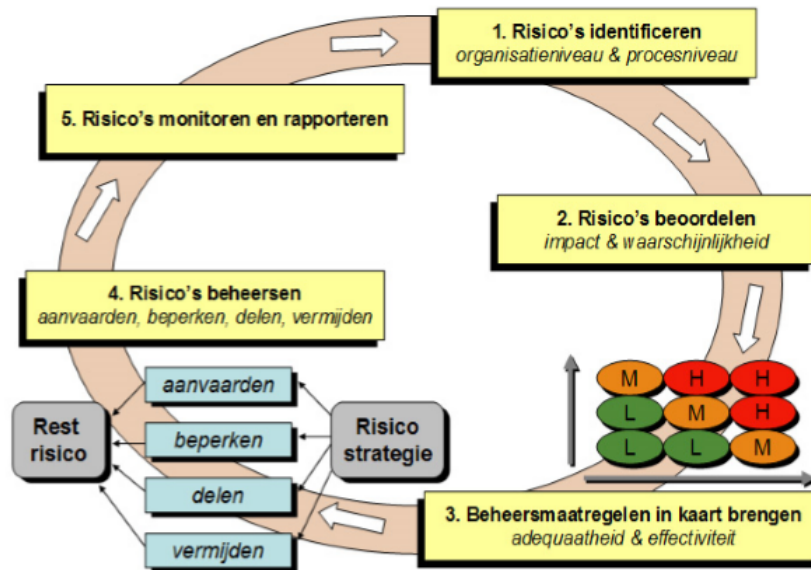 1. Risico's identificeren
organisatieniveau & procesniveau
2. Risico's beoordelen
impact & waarschijnlijkheid
M H H
L M H
L L M
3. Beheersmaatregelen in kaart brengen
adequaatheid & effectiviteit
4. Risico's beheersen
aanvaarden, beperken, delen, vermijden
Risico
strategie
aanvaarden
beperken
delen
vermijden
Rest
risico
5. Risico's monitoren en rapporteren